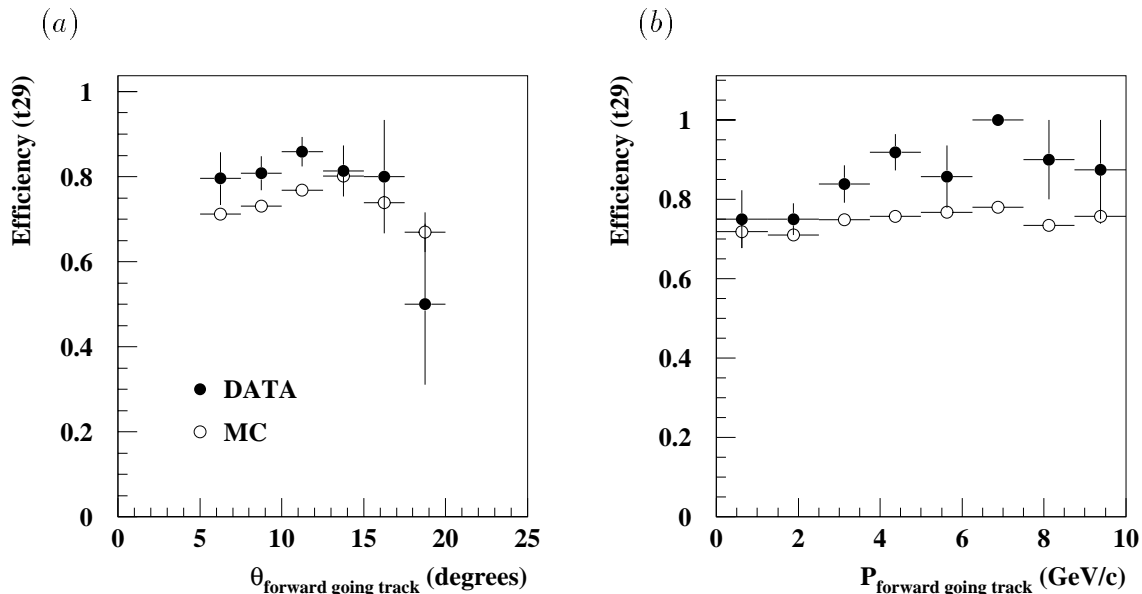 (a)
(b)
Efficiency (t29)
1
0.8
0.6
0.4
0.2
0
DATA
MC
0 5 10 15 20 25
θforward going track (degrees)
Efficiency (t29)
1
0.8
0.6
0.4
0.2
0
0 2 4 6 8 10
Pforward going track (GeV/c)